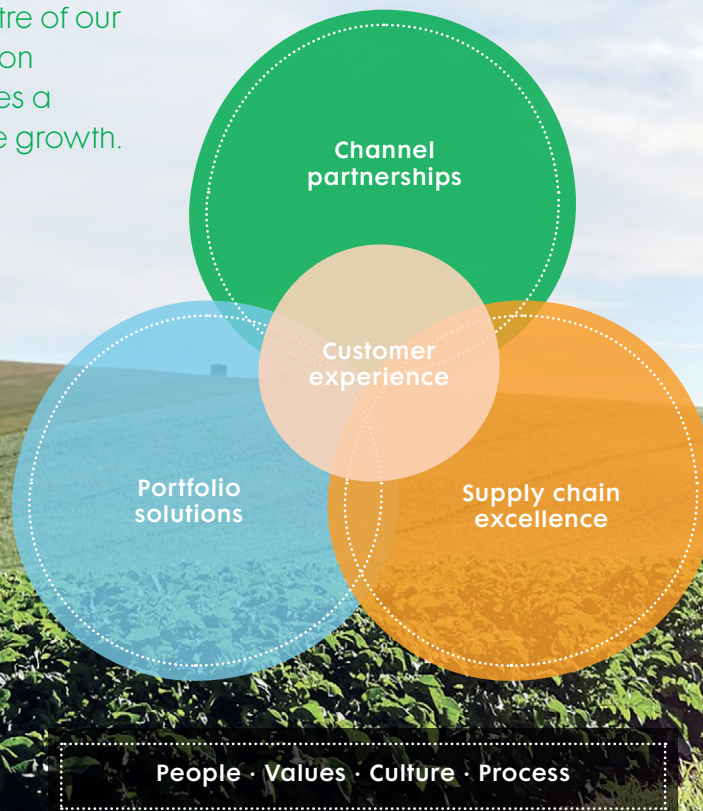 tre of our
on
es a
e growth.
Channel
partnerships
Customer
experience
Portfolio
solutions
Supply chain
excellence
People · Values · Culture · Process